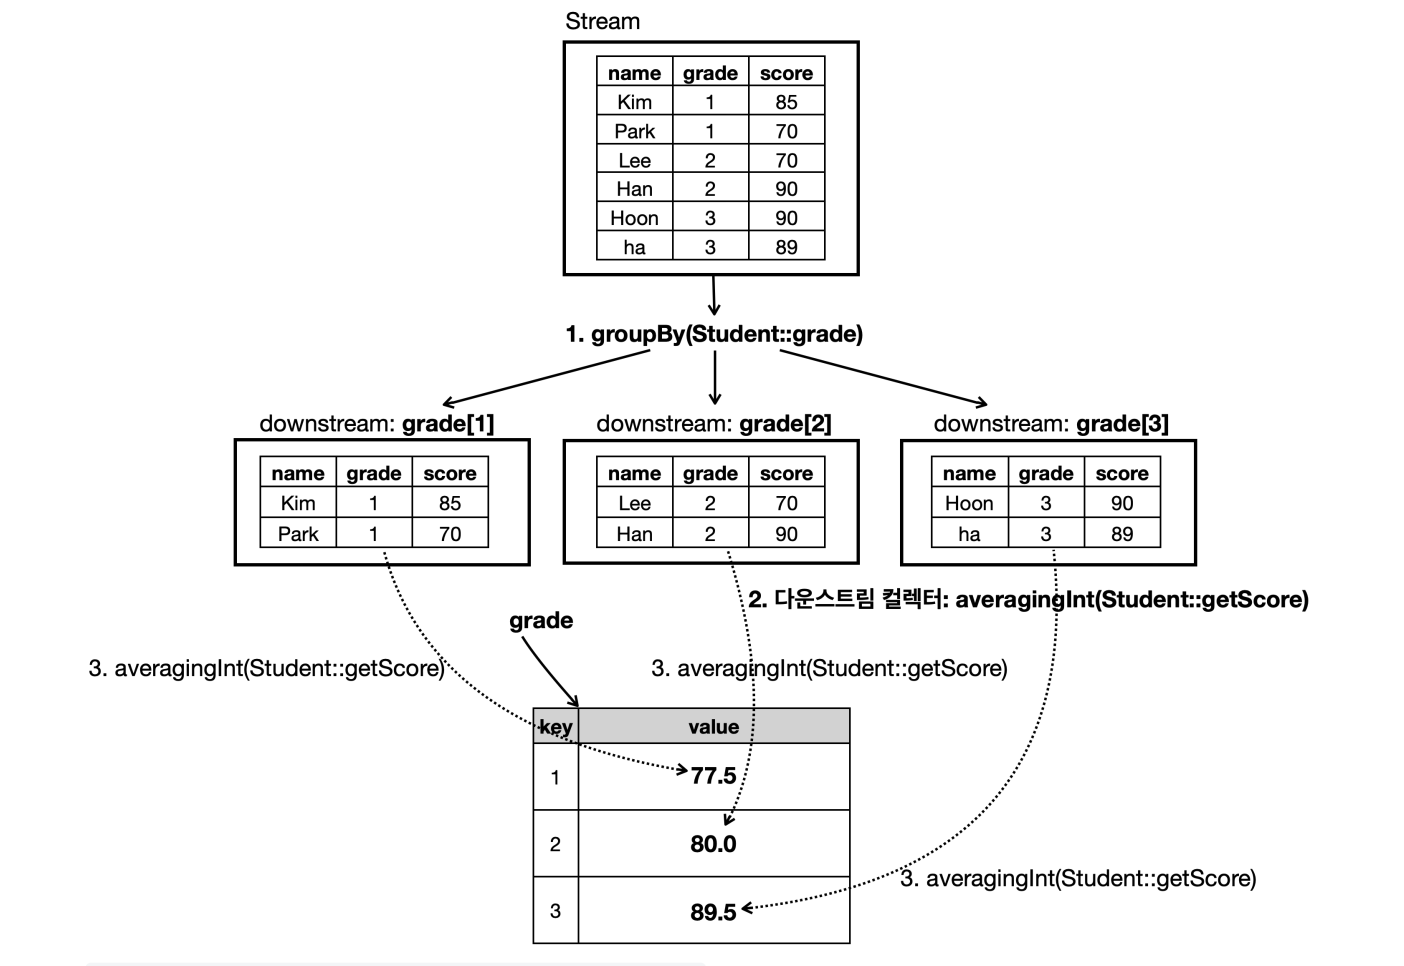 Stream
name grade score
Kim 1 85
Park 1 70
Lee 2 70
Han 2 90
Hoon 3 90
ha 3 89
1. groupBy(Student::grade)
downstream: grade[1]
name grade score
Kim 1 85
Park 1 70
downstream: grade[2]
name grade score
Lee 2 70
Han 2 90
downstream: grade[3]
name grade score
Hoon 3 90
ha 3 89
2. 다운스트림 컬렉터: averagingInt(Student::getScore)
grade
3. averagingInt(Student::getScore)
3. averagingInt(Student::getScore)
key value
1 77.5
2 80.0
3 89.5
3. averagingInt(Student::getScore)